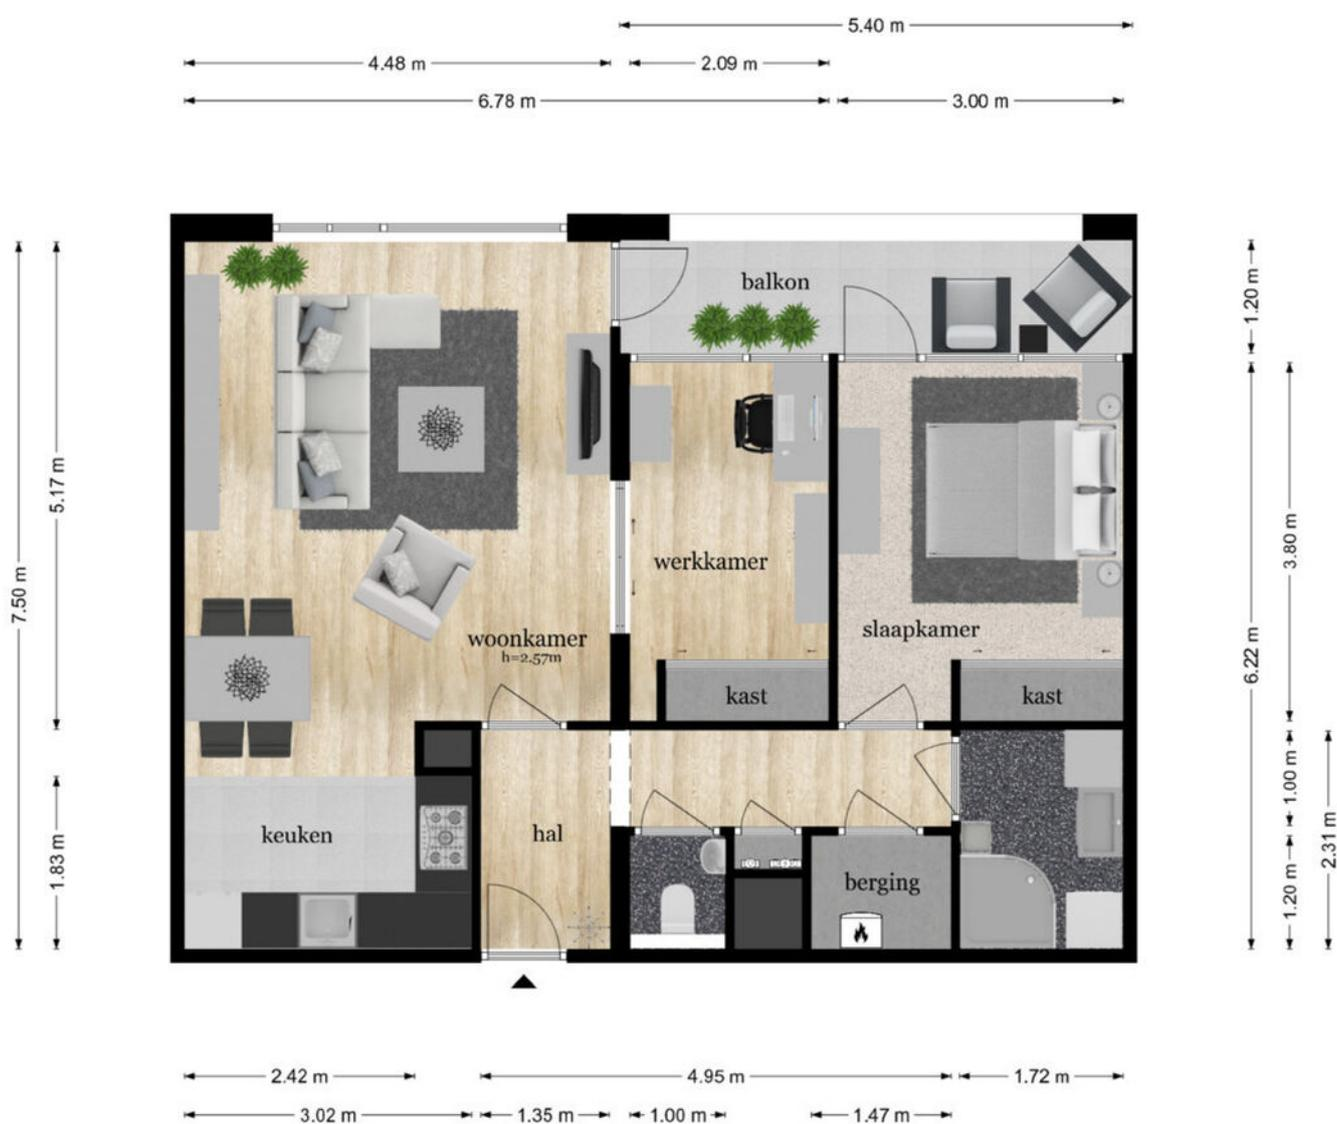 5.40 m
4.48 m
2.09 m
6.78 m
3.00 m
balkon
1.20 m
7.50 m
5.17 m
werkkamer
woonkamer
h=2.57m
slaapkamer
kast
kast
3.80 m
6.22 m
keuken
hal
berging
1.83 m
1.00 m
1.20 m
2.31 m
2.42 m
4.95 m
1.72 m
3.02 m
1.35 m
1.00 m
1.47 m